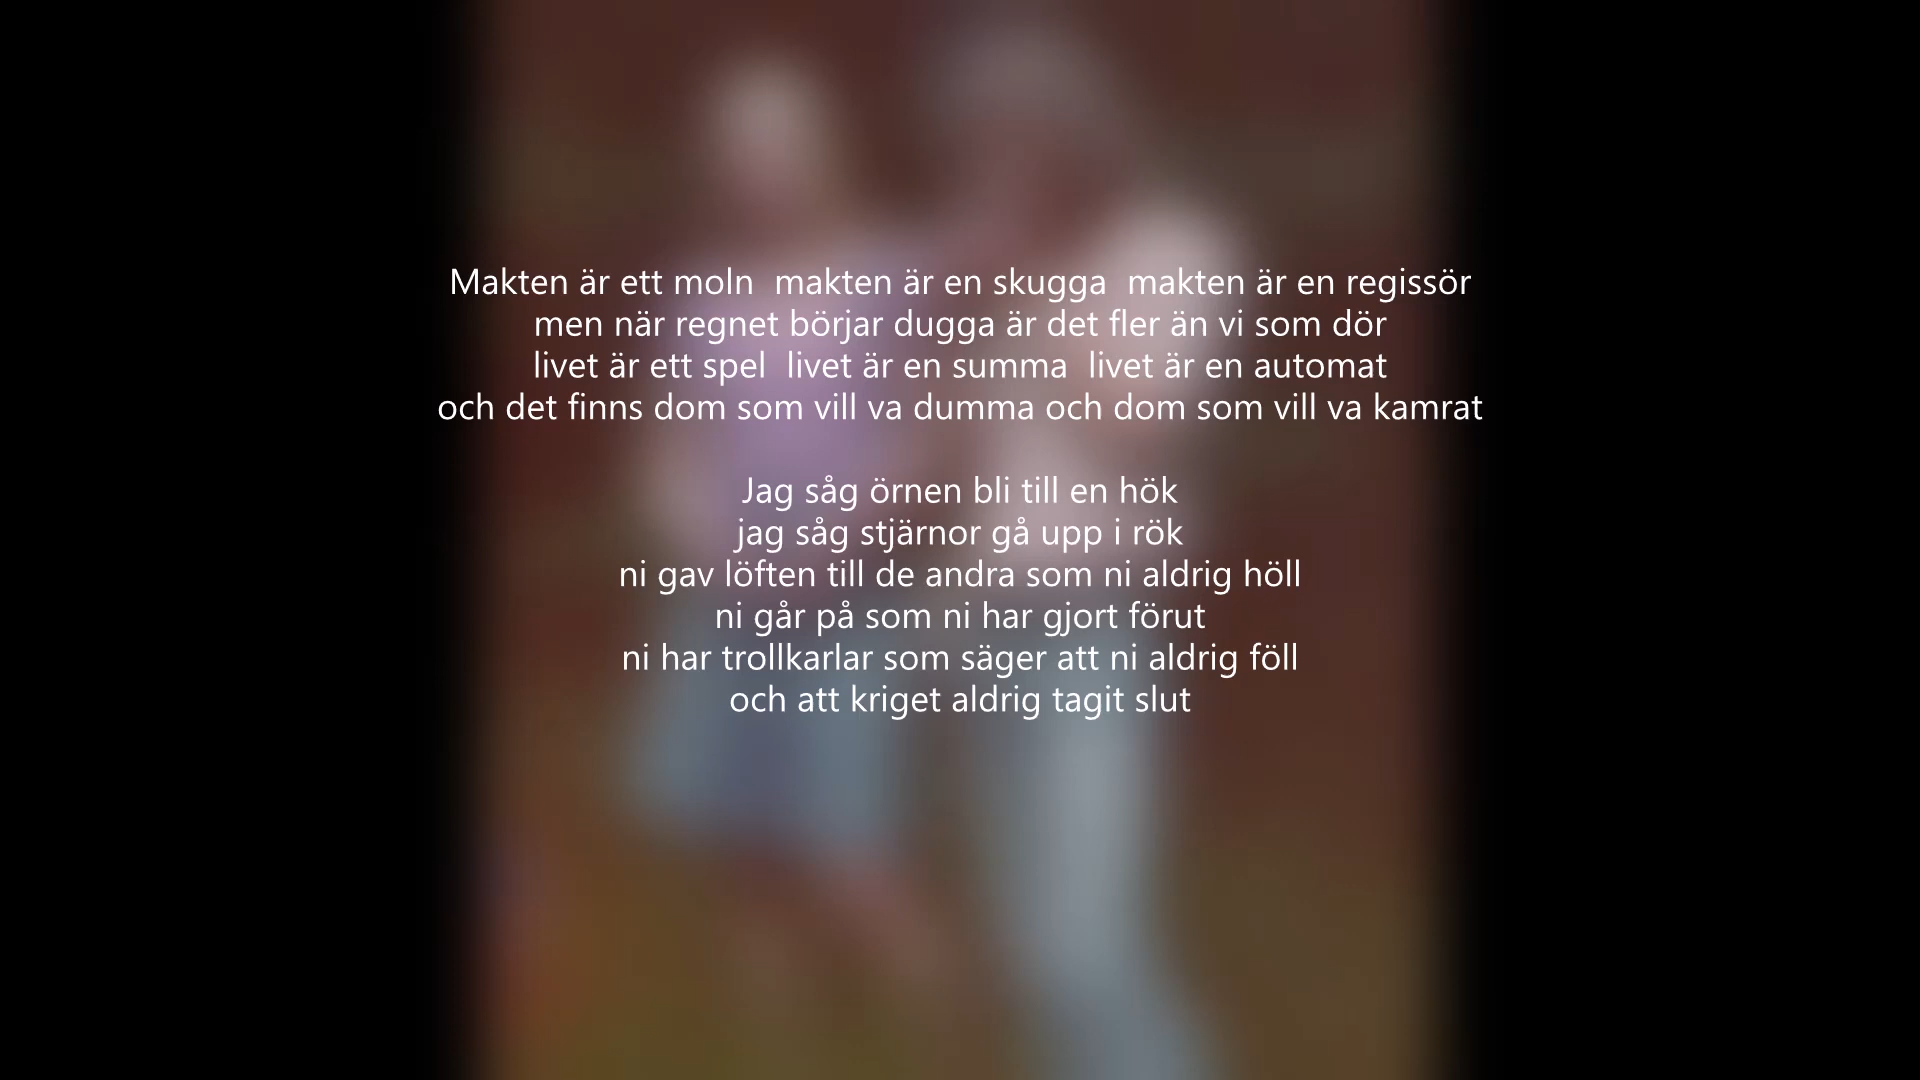 Makten är ett moln  makten är en skugga  makten är en regissör
men när regnet börjar dugga är det fler än vi som dör
livet är ett spel  livet är en summa  livet är en automat
och det finns dom som vill va dumma och dom som vill va kamrat

Jag såg örnen bli till en hök
jag såg stjärnor gå upp i rök
ni gav löften till de andra som ni aldrig höll
ni går på som ni har gjort förut
ni har trollkarlar som säger att ni aldrig föll
och att kriget aldrig tagit slut